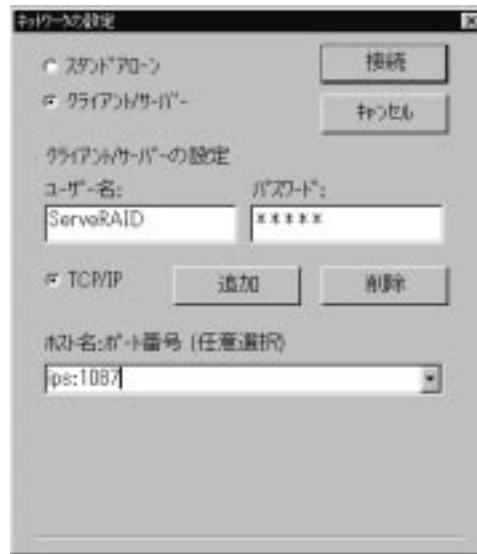 ネットワークの設定
スタンドアローン
接続
クライアント/サーバー
キャンセル
クライアント/サーバーの設定
ユーザー名:
パスワード:
ServeRAID
*****
TCP/IP
追加
削除
ホスト名:ポート番号 (任意選択)
ips:1087